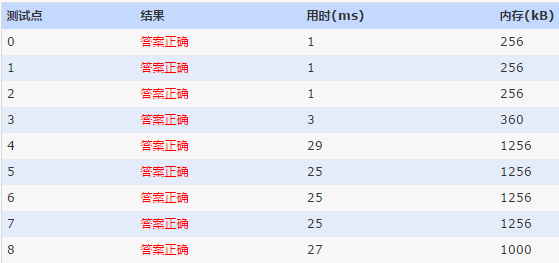 测试点 结果 用时(ms) 内存(kB)
0 答案正确 1 256
1 答案正确 1 256
2 答案正确 1 256
3 答案正确 3 360
4 答案正确 29 1256
5 答案正确 25 1256
6 答案正确 25 1256
7 答案正确 25 1256
8 答案正确 27 1000